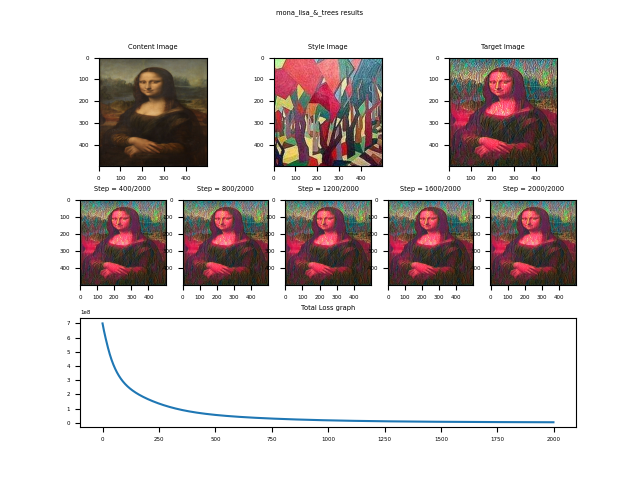 mona_lisa_&_trees results
Content Image
Style Image
Target Image
0
100
200
300
400
0 100 200 300 400
0
100
200
300
400
0 100 200 300 400
0
100
200
300
400
0 100 200 300 400
Step = 400/2000
Step = 800/2000
Step = 1200/2000
Step = 1600/2000
Step = 2000/2000
0
100
200
300
400
0 100 200 300 400
0
100
200
300
400
0 100 200 300 400
0
100
200
300
400
0 100 200 300 400
0
100
200
300
400
0 100 200 300 400
0
100
200
300
400
0 100 200 300 400
Total Loss graph
1e8
7
6
5
4
3
2
1
0
0 250 500 750 1000 1250 1500 1750 2000